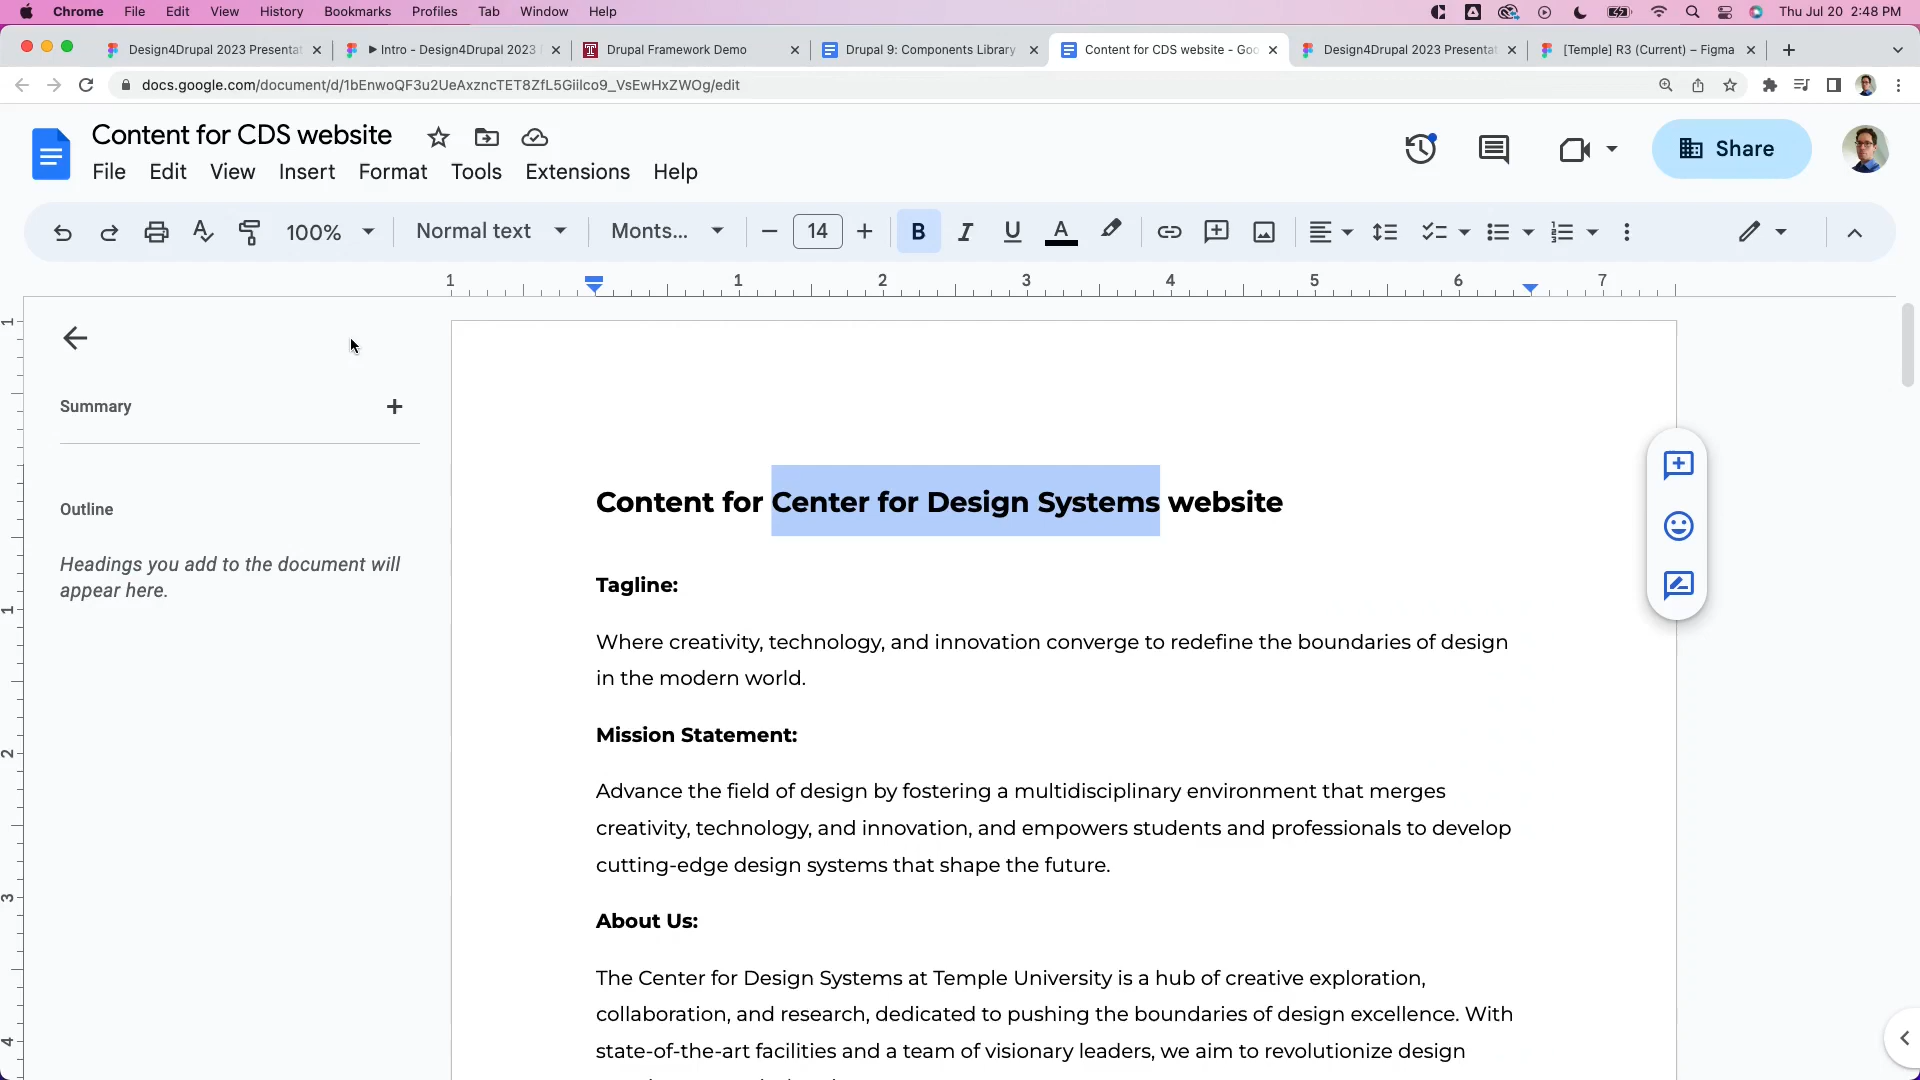 Chrome File Edit View History Bookmarks Profiles Tab Window Help Thu Jul 20 2:48 PM
Design4Drupal 2023 Presentat Intro - Design4Drupal 2023 Drupal Framework Demo Drupal 9: Components Library Content for CDS website - Goo Design4Drupal 2023 Presentat [Temple] R3 (Current) – Figma
docs.google.com/document/d/1bEnwoQF3u2UeAxzncTET8ZfL5Giilco9_VsEwHxZWOg/edit
Content for CDS website
File Edit View Insert Format Tools Extensions Help
Share
100% Normal text Monts... 14 B I U A
1 1 2 3 4 5 6 7
1
Summary
Outline
Headings you add to the document will
appear here.
Content for Center for Design Systems website
Tagline:
1
Where creativity, technology, and innovation converge to redefine the boundaries of design
in the modern world.
Mission Statement:
2
Advance the field of design by fostering a multidisciplinary environment that merges
creativity, technology, and innovation, and empowers students and professionals to develop
cutting-edge design systems that shape the future.
3
About Us:
The Center for Design Systems at Temple University is a hub of creative exploration,
collaboration, and research, dedicated to pushing the boundaries of design excellence. With
4
state-of-the-art facilities and a team of visionary leaders, we aim to revolutionize design